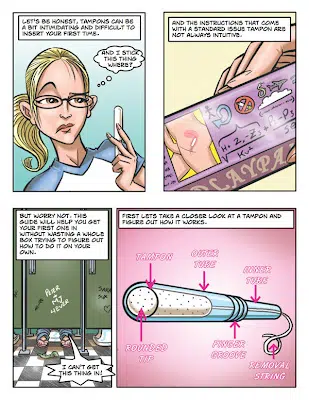 LET'S BE HONEST, TAMPONS CAN BE
A BIT INTIMIDATING AND DIFFICULT TO
INSERT YOUR FIRST TIME.
AND I STICK
THIS THING
WHERE?
AND THE INSTRUCTIONS THAT COME
WITH A STANDARD ISSUE TAMPON ARE
NOT ALWAYS INTUITIVE.
BUT WORRY NOT. THIS
GUIDE WILL HELP YOU GET
YOUR FIRST ONE IN
WITHOUT WASTING A WHOLE
BOX TRYING TO FIGURE OUT
HOW TO DO IT ON YOUR
OWN.
I CAN'T GET
THIS THING IN!
FIRST LETS TAKE A CLOSER LOOK AT A TAMPON AND
FIGURE OUT HOW IT WORKS.
TAMPON
OUTER
TUBE
INNER
TUBE
ROUNDED
TIP
FINGER
GROOVE
REMOVAL
STRING